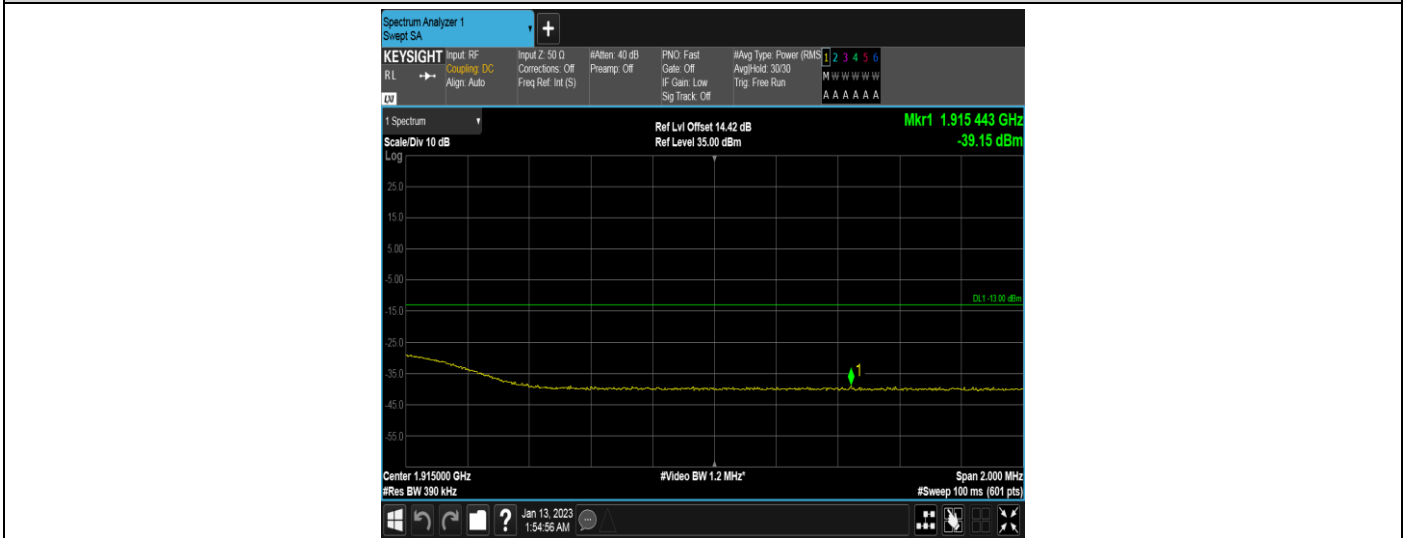 Spectrum Analyzer 1
Swept SA
+
KEYSIGHT
RL
LXI
Input: RF
Coupling: DC
Align: Auto
Input Z: 50 Ω
Corrections: Off
Freq Ref: Int (S)
#Atten: 40 dB
Preamp: Off
PNO: Fast
Gate: Off
IF Gain: Low
Sig Track: Off
#Avg Type: Power (RMS
Avg|Hold: 30/30
Trig: Free Run
1 2 3 4 5 6
M W W W W W
A A A A A A
1 Spectrum
Scale/Div 10 dB
Ref Lvl Offset 14.42 dB
Ref Level 35.00 dBm
Mkr1 1.915 443 GHz
-39.15 dBm
Log
25.0
15.0
5.00
-5.00
DL1 -13.00 dBm
-15.0
-25.0
-35.0
1
-45.0
-55.0
Center 1.915000 GHz
#Res BW 390 kHz
#Video BW 1.2 MHz*
Span 2.000 MHz
#Sweep 100 ms (601 pts)
?
Jan 13, 2023
1:54:56 AM